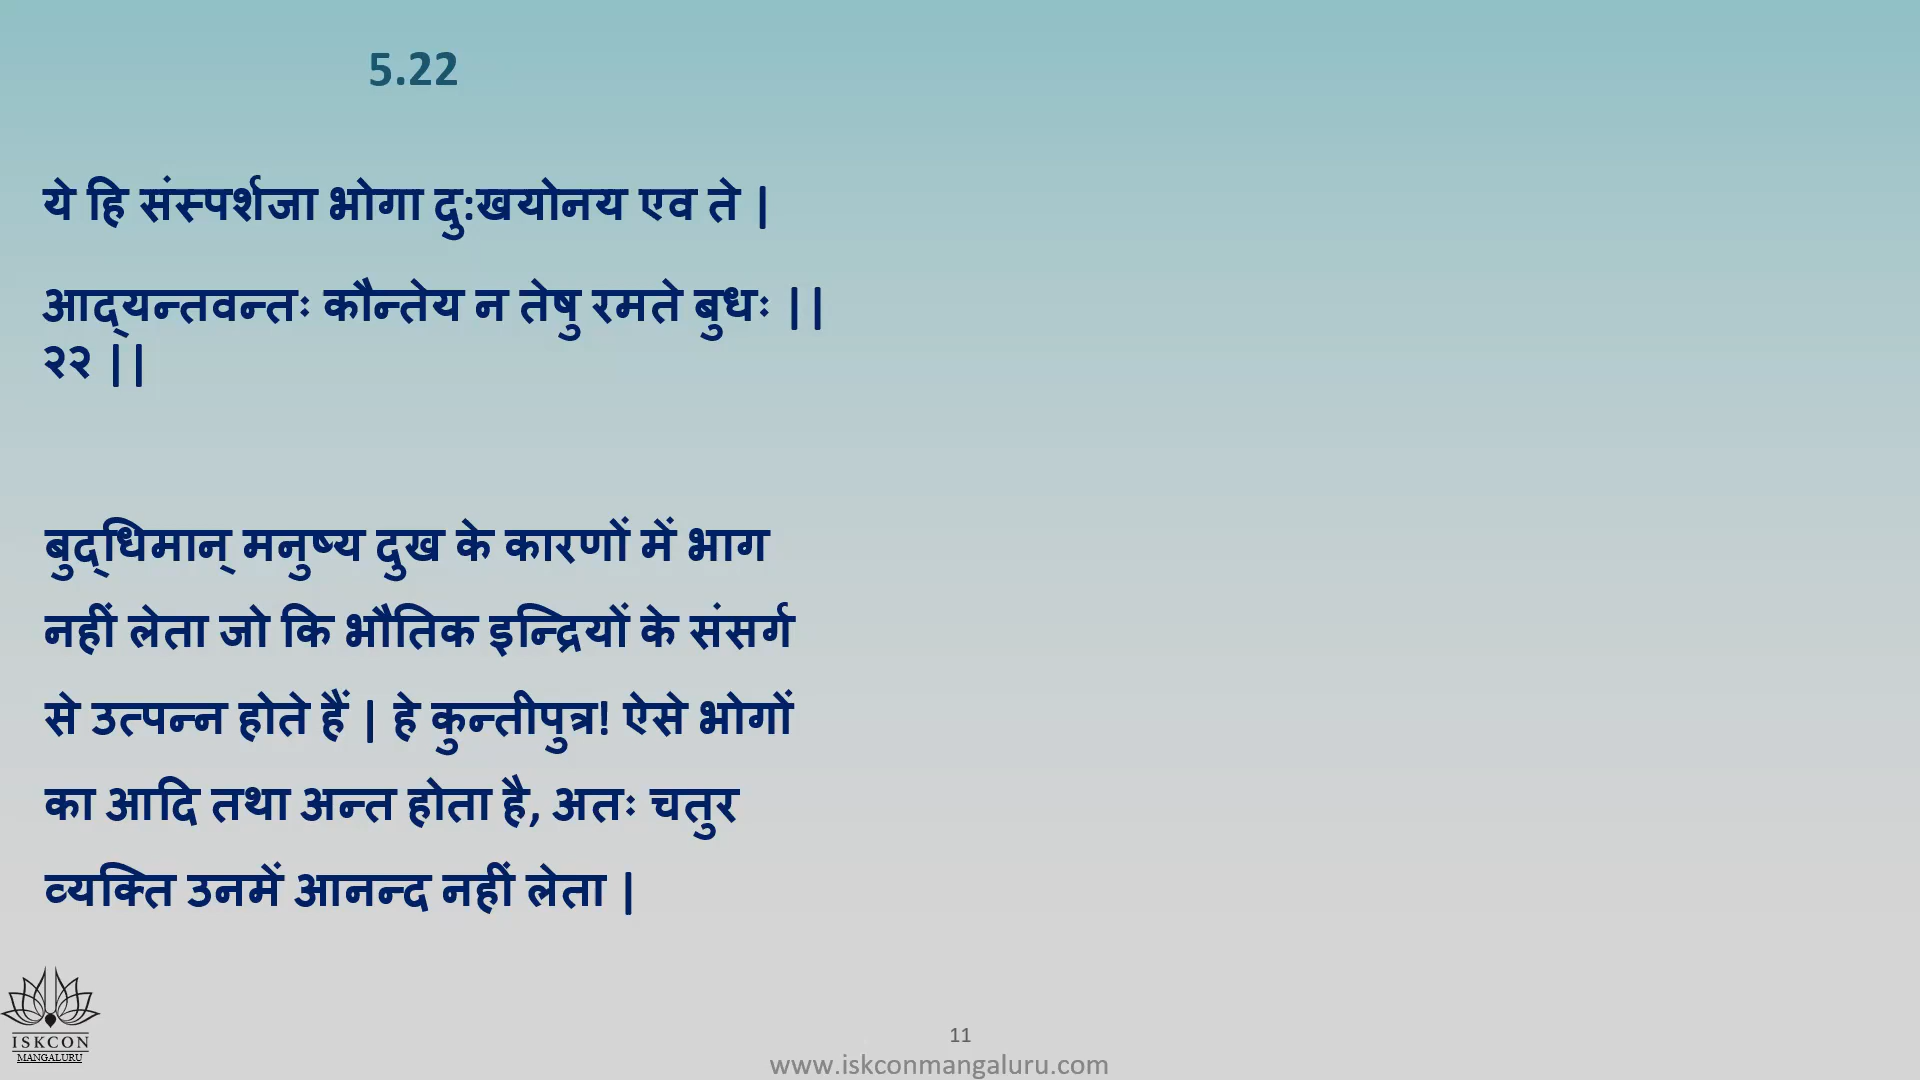 5.22
ये हि संस्पर्शजा भोगा दु:खयोनय एव ते |
आद्यन्तवन्तः कौन्तेय न तेषु रमते बुधः ||
२२ ||
बुद्धिमान् मनुष्य दुख के कारणों में भाग
नहीं लेता जो कि भौतिक इन्द्रियों के संसर्ग
से उत्पन्न होते हैं | हे कुन्तीपुत्र! ऐसे भोगों
का आदि तथा अन्त होता है, अतः चतुर
व्यक्ति उनमें आनन्द नहीं लेता |
ISKCON
MANGALURU
11
www.iskconmangaluru.com